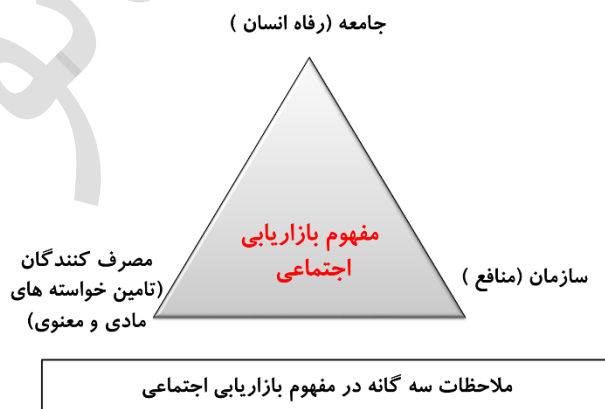 جامعه (رفاه انسان )
مفهوم بازاریابی
اجتماعی
سازمان (منافع )
مصرف کنندگان
(تامین خواسته های
مادی و معنوی)
ملاحظات سه گانه در مفهوم بازاریابی اجتماعی